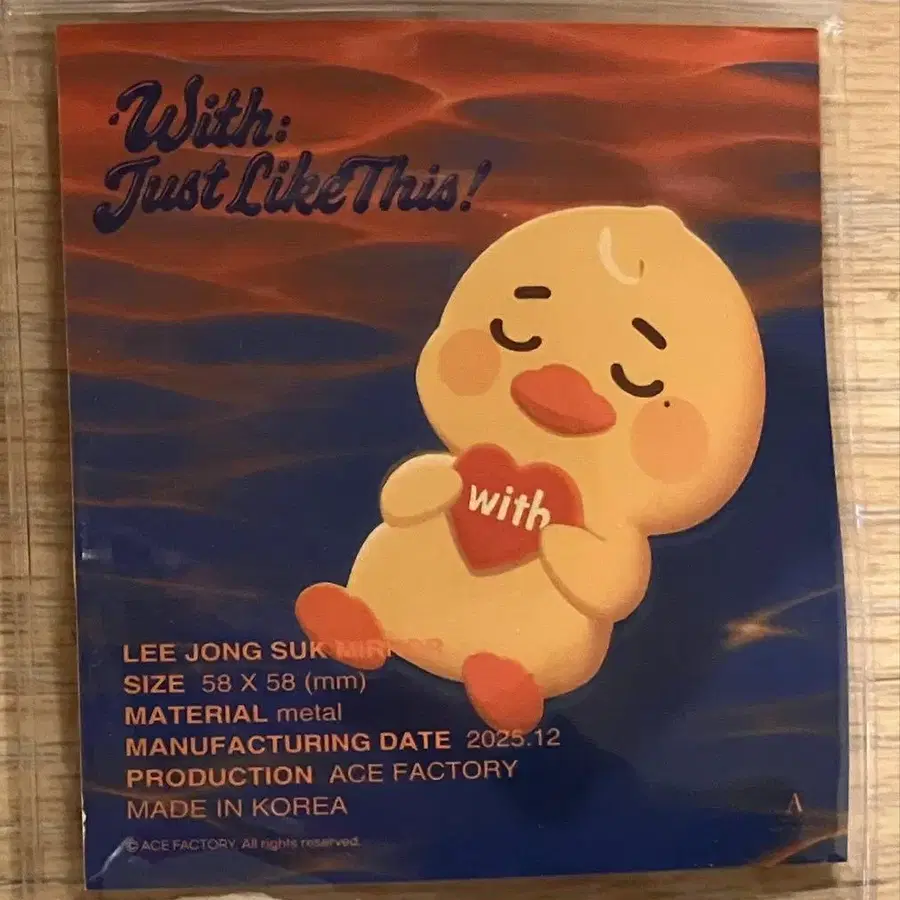 With:
Just Like This!
with
LEE JONG SUK MIRROR
SIZE 58 X 58 (mm)
MATERIAL metal
MANUFACTURING DATE 2025.12
PRODUCTION ACE FACTORY
MADE IN KOREA
© ACE FACTORY. All rights reserved.
A